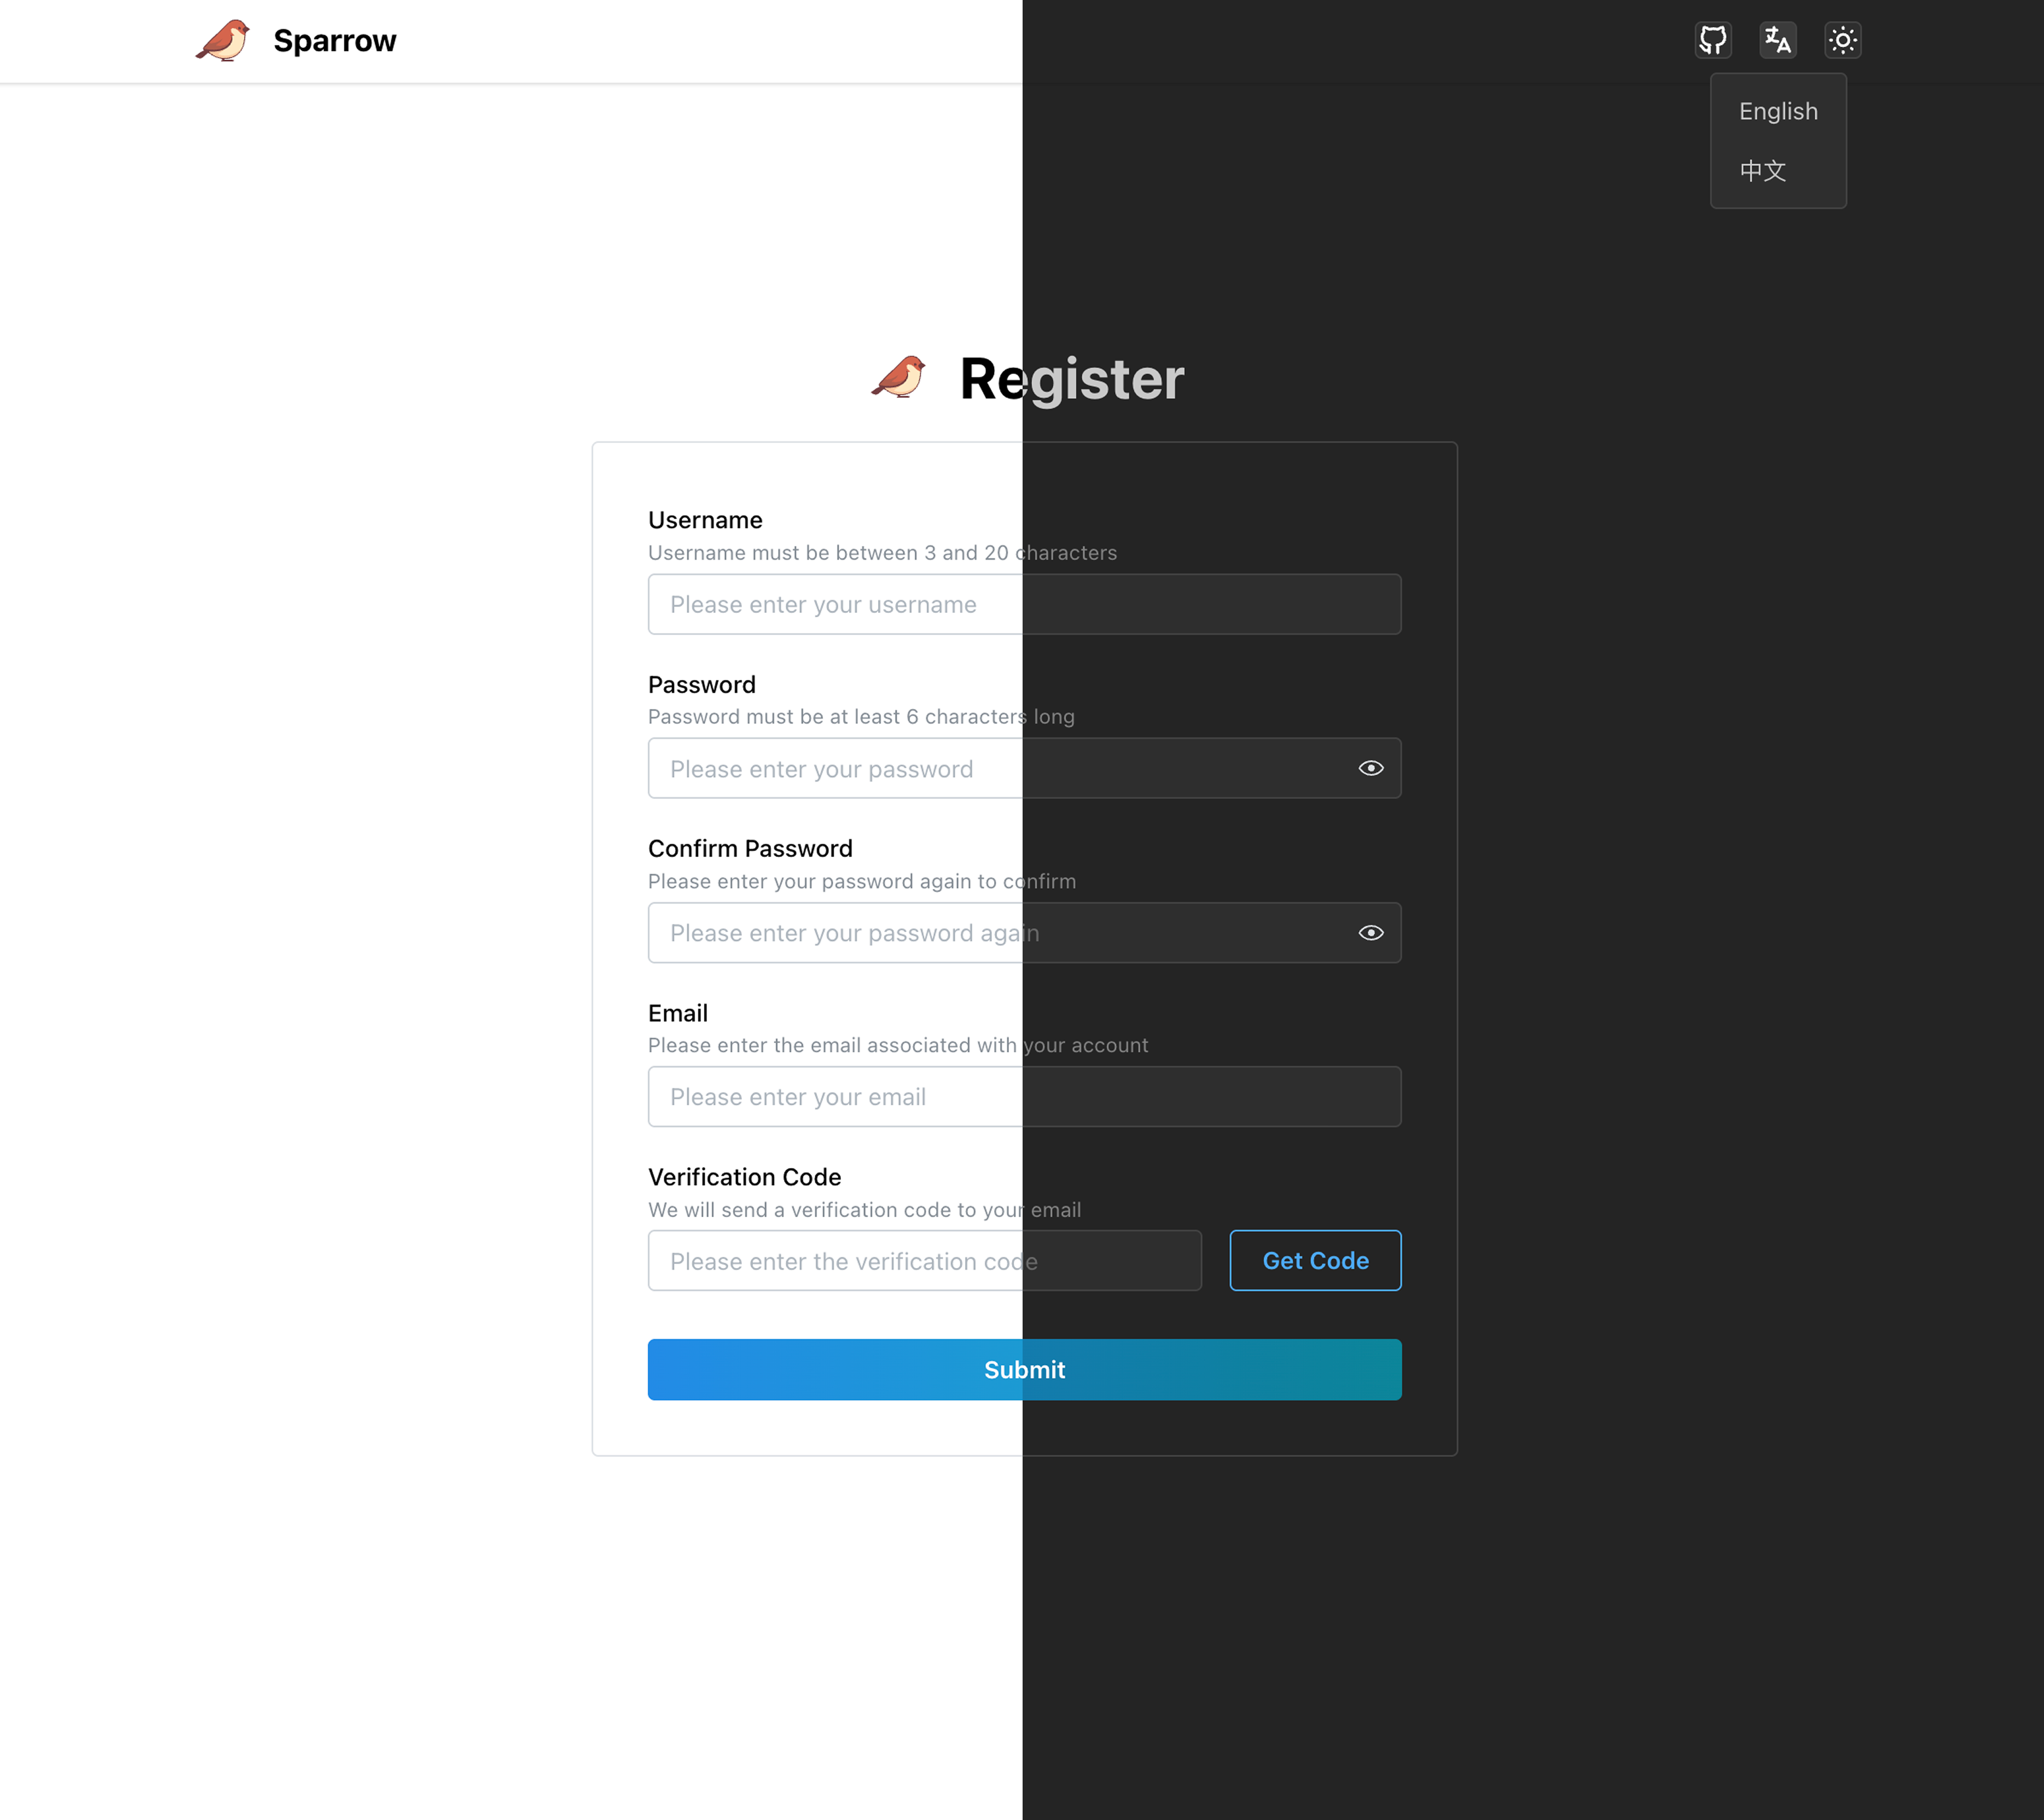 Sparrow
English
中文
Register
Username
Username must be between 3 and 20 characters
Please enter your username
Password
Password must be at least 6 characters long
Please enter your password
Confirm Password
Please enter your password again to confirm
Please enter your password again
Email
Please enter the email associated with your account
Please enter your email
Verification Code
We will send a verification code to your email
Please enter the verification code
Get Code
Submit